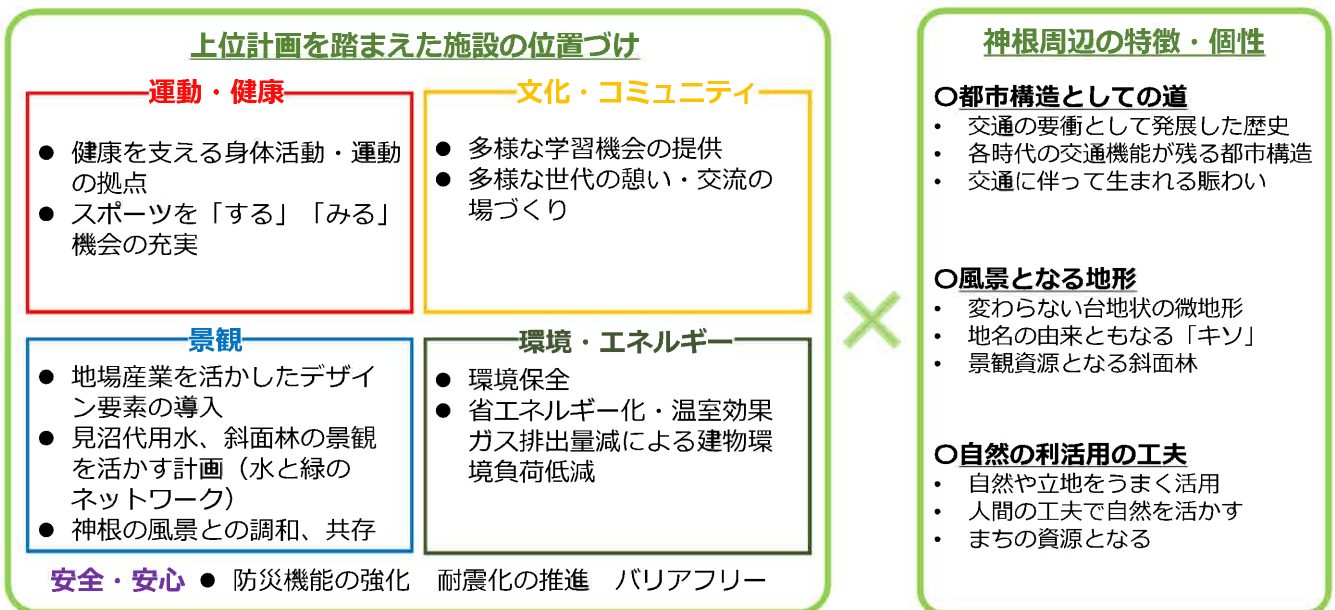 上位計画を踏まえた施設の位置づけ
運動・健康
● 健康を支える身体活動・運動
の拠点
● スポーツを「する」「みる」
機会の充実
文化・コミュニティ
● 多様な学習機会の提供
● 多様な世代の憩い・交流の
場づくり
景観
● 地場産業を活かしたデザイ
ン要素の導入
● 見沼代用水、斜面林の景観
を活かす計画（水と緑の
ネットワーク）
● 神根の風景との調和、共存
環境・エネルギー
● 環境保全
● 省エネルギー化・温室効果
ガス排出量減による建物環
境負荷低減
安全・安心 ● 防災機能の強化　耐震化の推進　バリアフリー
×
神根周辺の特徴・個性
〇都市構造としての道
• 交通の要衝として発展した歴史
• 各時代の交通機能が残る都市構造
• 交通に伴って生まれる賑わい
〇風景となる地形
• 変わらない台地状の微地形
• 地名の由来ともなる「キソ」
• 景観資源となる斜面林
〇自然の利活用の工夫
• 自然や立地をうまく活用
• 人間の工夫で自然を活かす
• まちの資源となる